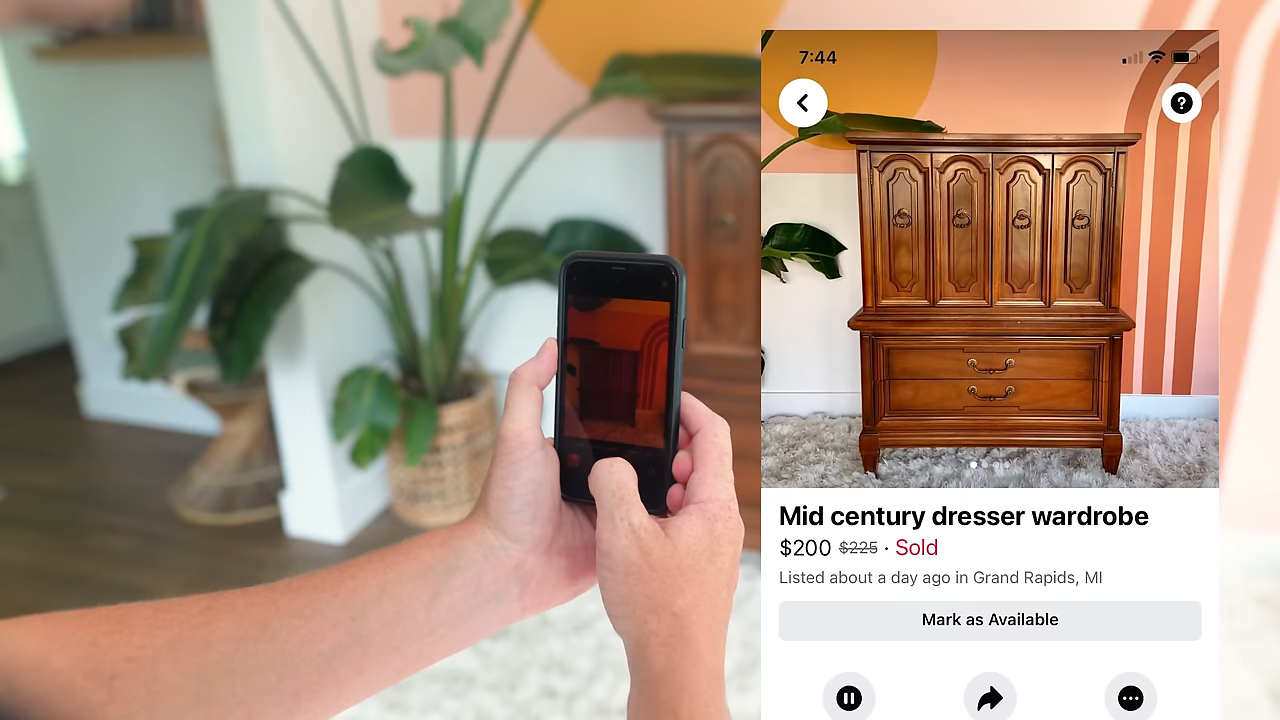 7:44
Mid century dresser wardrobe
$200 $225 · Sold
Listed about a day ago in Grand Rapids, MI
Mark as Available